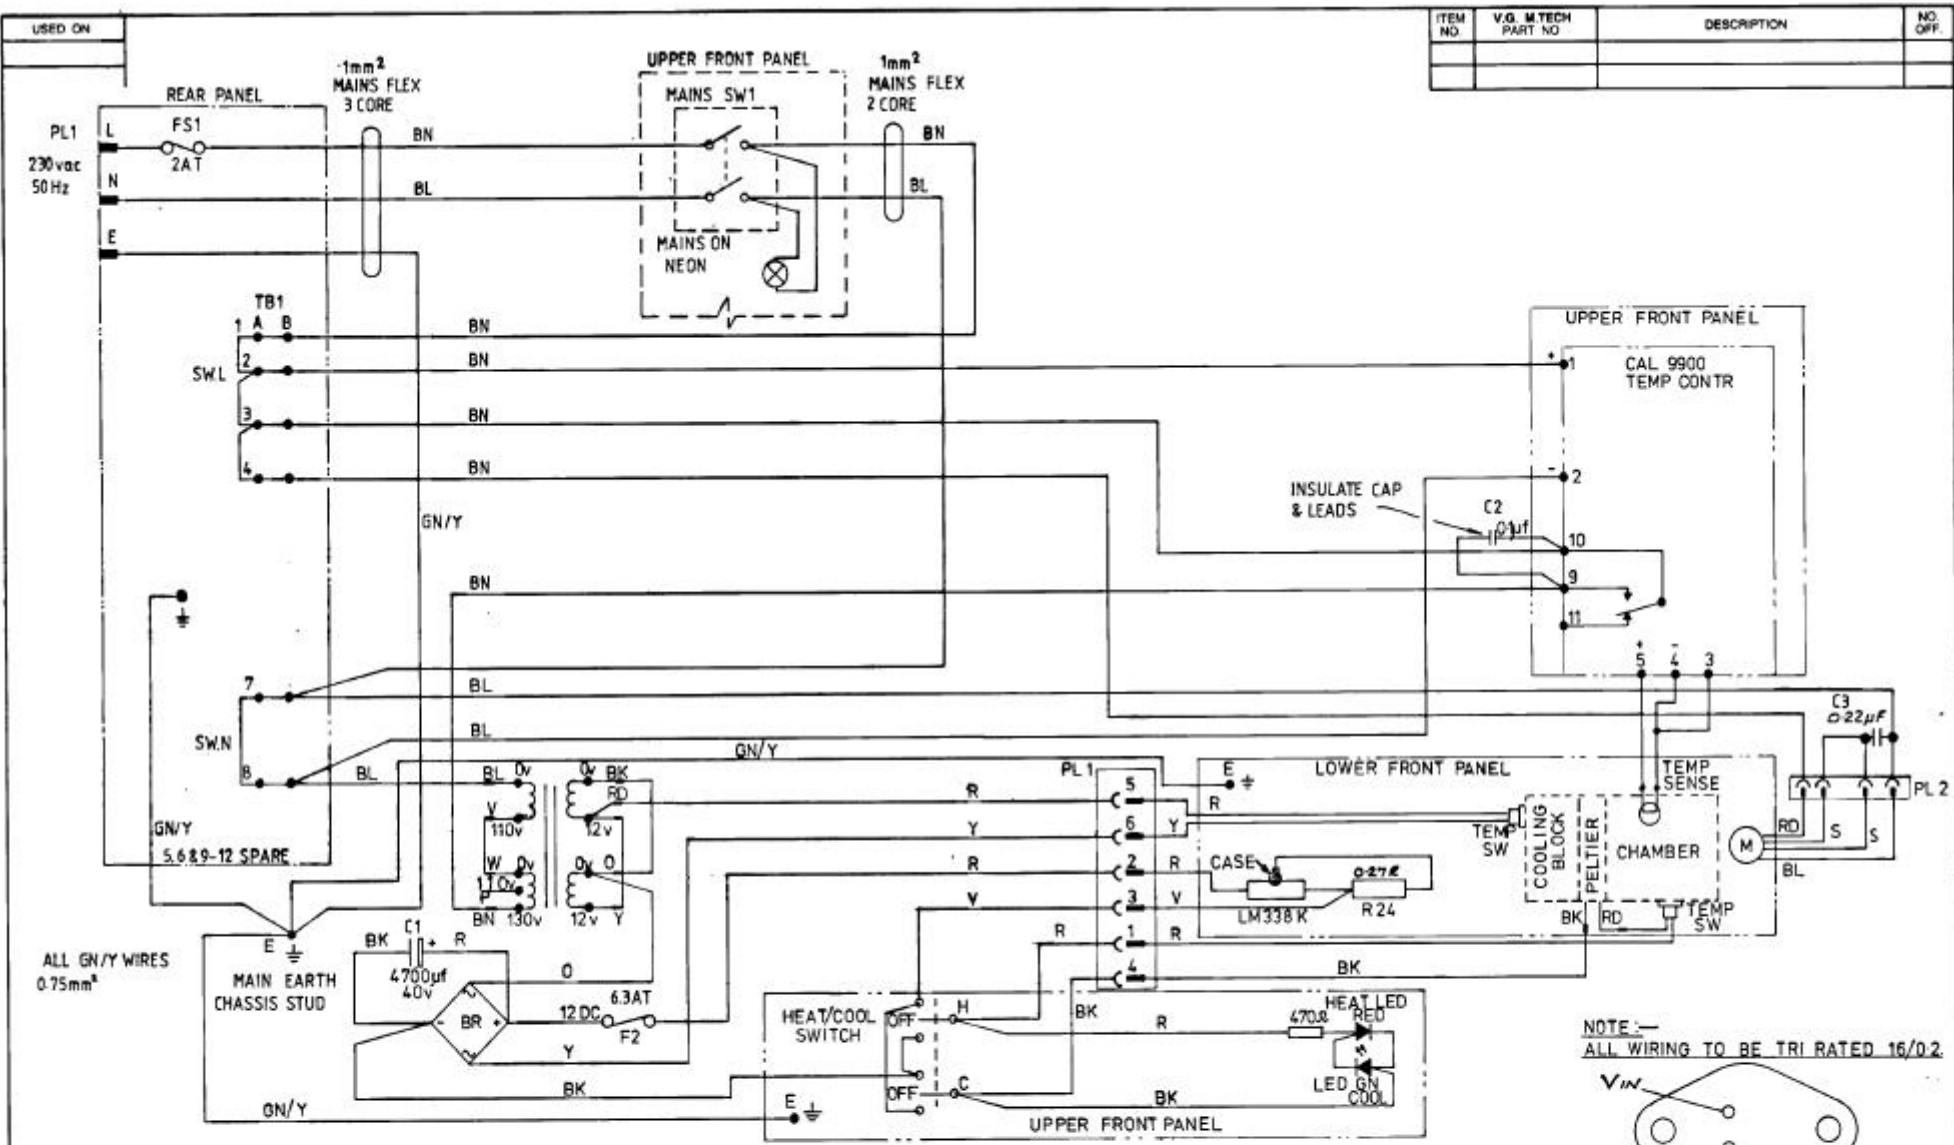 USED ON
ITEM NO.
V.G. M.TECH PART NO
DESCRIPTION
NO. OFF.
REAR PANEL
1mm²
MAINS FLEX
3 CORE
UPPER FRONT PANEL
MAINS SW1
1mm²
MAINS FLEX
2 CORE
PL1
L
FS1
2AT
BN
BN
230vac
50Hz
N
BL
BL
E
MAINS ON
NEON
TB1
1 A B
BN
SW.L
2
BN
3
BN
4
BN
GN/Y
UPPER FRONT PANEL
+ 1
CAL 9900
TEMP CONTR
- 2
INSULATE CAP
& LEADS
C2
0·1µf
10
9
11
BN
+ - 
5 4 3
7
BL
SW.N
BL
8
BL
GN/Y
C3
0·22µF
PL 2
BL 0v
0v BK
RD
V
110v
12v
W 0v
0v O
BN 130v
12v Y
PL 1
5
6
2
3
1
4
R
Y
R
V
R
E
LOWER FRONT PANEL
R
Y
R
V
R
BK
TEMP
SENSE
TEMP
SW
COOLING
BLOCK
PELTIER
CHAMBER
M
RD
S
S
BL
CASE
LM338K
0·27R
R24
BK
RD
TEMP
SW
GN/Y
5,6&9-12 SPARE
E
MAIN EARTH
CHASSIS STUD
ALL GN/Y WIRES
0·75mm²
C1
BK
+
R
4700µf
40v
O
- BR +
12DC
6.3AT
F2
Y
BK
GN/Y
HEAT/COOL
SWITCH
OFF
H
BK
R
470Ω
HEAT LED
RED
OFF
C
BK
LED GN
COOL
E
UPPER FRONT PANEL
NOTE:—
ALL WIRING TO BE TRI RATED 16/0·2.
VIN